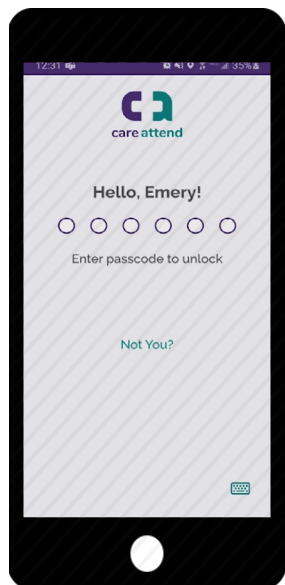 12:31
35%
care attend
Hello, Emery!
Enter passcode to unlock
Not You?